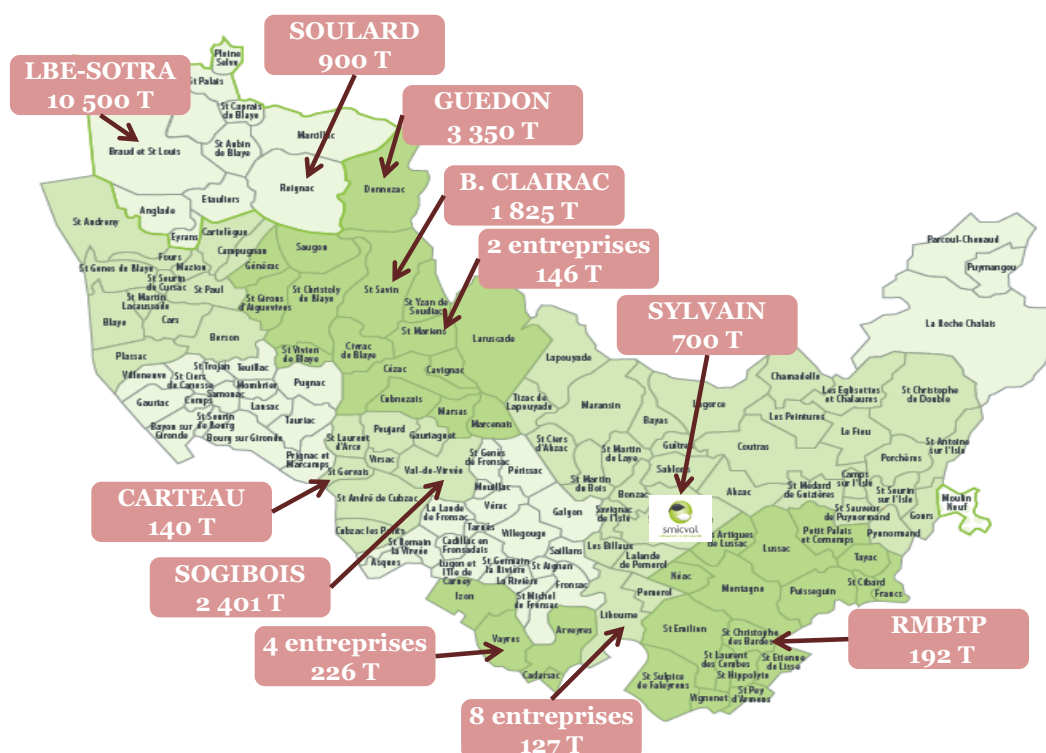 SOULARD
900 T
LBE-SOTRA
10 500 T
GUEDON
3 350 T
B. CLAIRAC
1 825 T
2 entreprises
146 T
SYLVAIN
700 T
CARTEAU
140 T
SOGIBOIS
2 401 T
4 entreprises
226 T
8 entreprises
127 T
RMBTP
192 T
Pleine
Selve
St Palais
St Caprais
de Blaye
Marcillac
Braud et St Louis
St Aubin
de Blaye
Reignac
Donnezac
Etauliers
Anglade
Eyrans
St Androny
Cartelègue
Campugnan
Fours
Mazion
St Genes de Blaye
St Seurin
de Cursac
Générac
Saugon
St Martin
Lacaussade
St Paul
St Girons
d'Aiguevives
St Christoly
de Blaye
St Savin
St Yzan de
Soudiac
Blaye
Cars
St Mariens
Laruscade
Plassac
Berson
St Vivien
de Blaye
Civrac
de Blaye
Cézac
Cavignac
Villeneuve
St Trojan
Teuillac
St Ciers
de Canesse
Mombrier
Samonac
Comps
Pugnac
Cubnezais
Marsas
Marcenais
Gauriac
Lansac
Tauriac
St Seurin
de Bourg
Bayon sur
Gironde
Bourg sur Gironde
Prignac et
Marcamps
St Laurent
d'Arce
Peujard
Gauriaguet
Virsac
St Gervais
Val-de-Virvée
St André de Cubzac
Cubzac les Ponts
St Romain
la Virvée
Asques
La Lande
de Fronsac
St Genès
de Fronsac
Périssac
Mouillac
Vérac
Tarnès
Cadillac en
Fronsadais
Villegouge
Galgon
Saillans
Lugon et
l'Ile de
Carney
St Germain
la Rivière
La Rivière
St Aignan
Fronsac
St Michel
de Fronsac
Izon
Vayres
Arveyres
Cadarsac
Libourne
Lapouyade
Tizac de
Lapouyade
Maransin
Bayas
Lagorce
Chamadelle
Les Eglisottes
et Chalaures
St Christophe
de Double
Parcoul-Chenaud
Puymangou
La Roche Chalais
Les Peintures
Le Fieu
St Ciers
d'Abzac
St Martin
de Laye
Guîtres
Coutras
St Antoine
sur l'Isle
Porchères
St Martin
du Bois
Sablons
Bonzac
Abzac
St Médard
de Guizières
Camps
sur l'Isle
St Seurin
sur l'Isle
Savignac
de l'Isle
smicval
St Sauveur
de Puynormand
Gours
Moulin
Neuf
Puynormand
Les Billaux
Lalande
de Pomerol
Les Artigues
de Lussac
Lussac
Petit Palais
et Cornemps
Tayac
Néac
Montagne
Puisseguin
St Cibard
Francs
Pomerol
St Emilion
St Christophe
des Bardes
St Laurent
des Combes
St Etienne
de Lisse
St Hippolyte
St Sulpice
de Faleyrens
Vignonet
St Pey
d'Armens